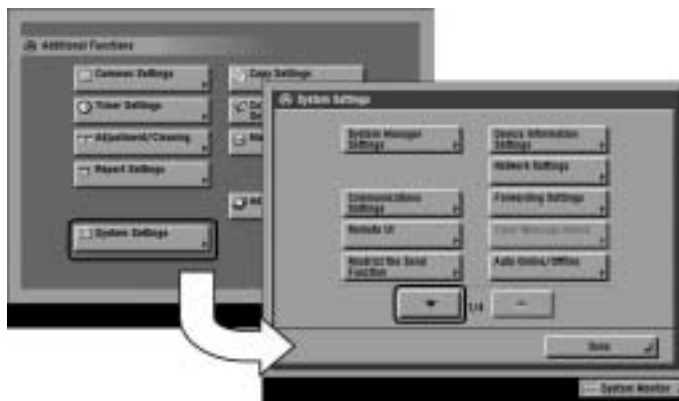 Additional Functions
Common Settings
Copy Settings
Timer Settings
Adjustment/Cleaning
Report Settings
System Settings
System Settings
System Manager
Settings
Device Information
Settings
Network Settings
Communications
Settings
Forwarding Settings
Remote UI
Restrict the Send
Function
Auto Online/Offline
1/4
Done
System Monitor